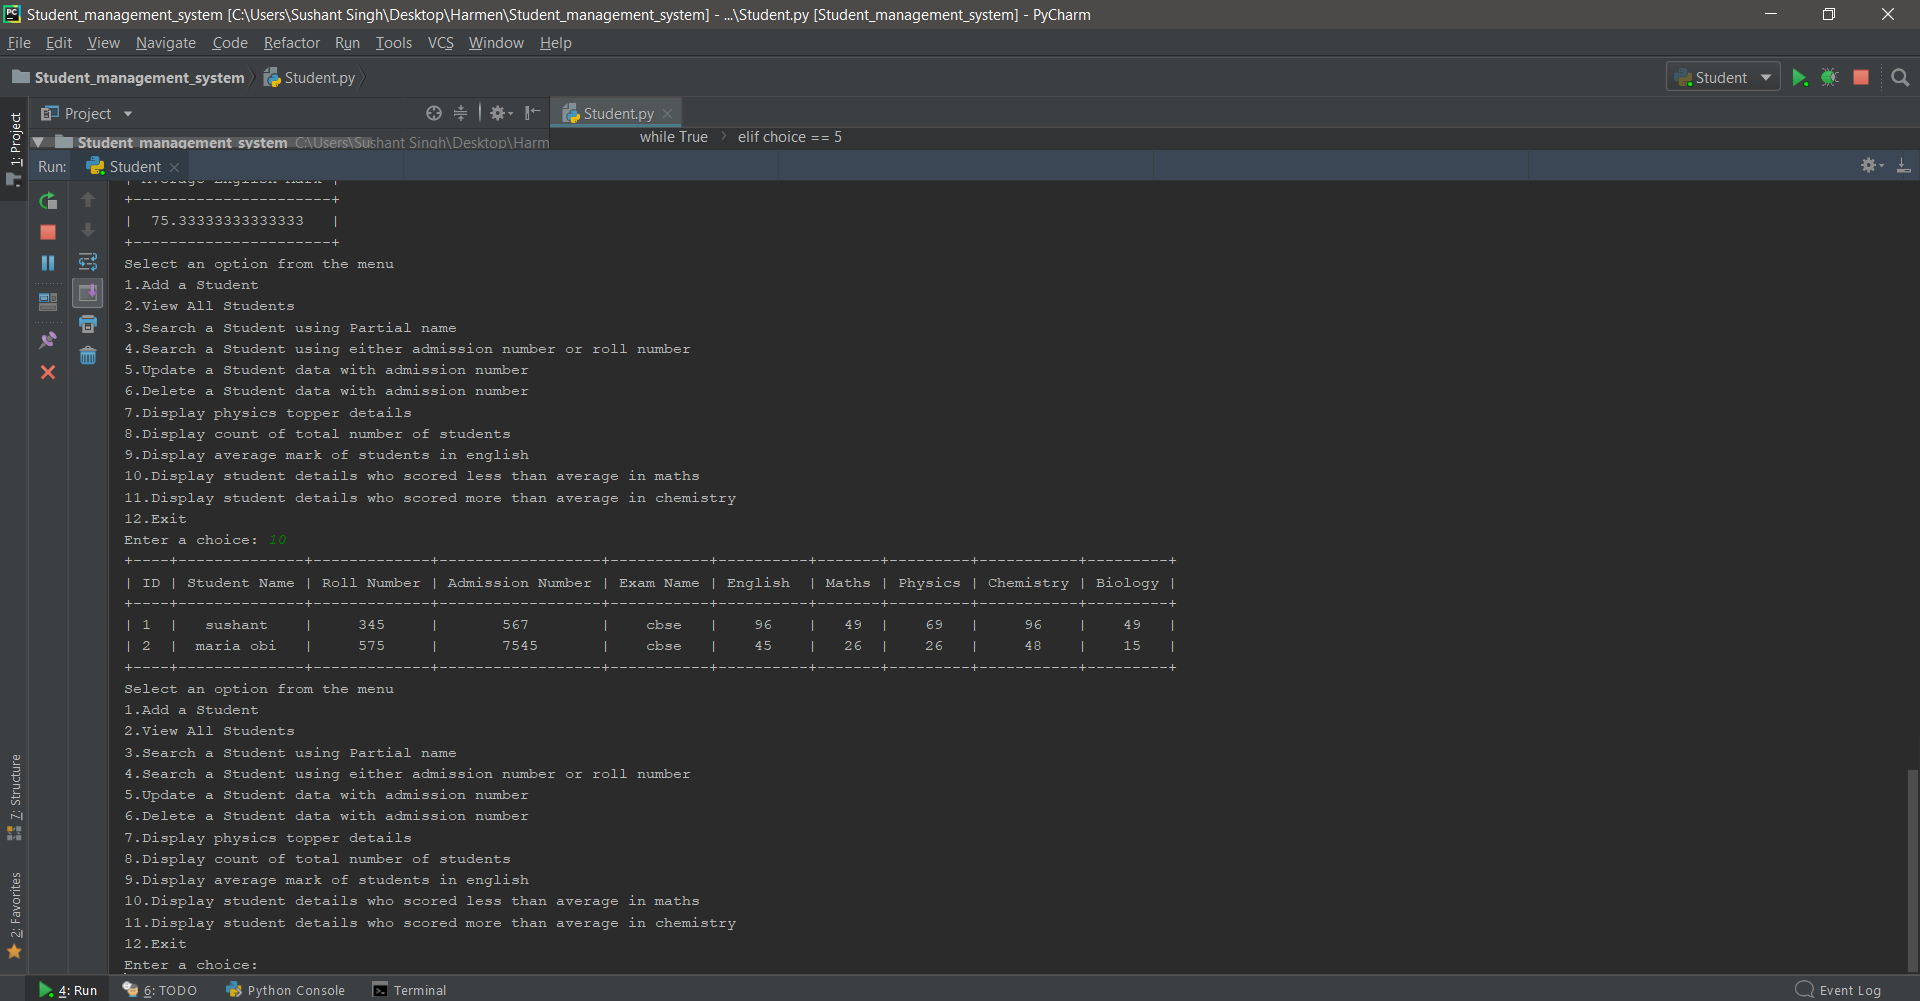 Student_management_system [C:\Users\Sushant Singh\Desktop\Harmen\Student_management_system] - ...\Student.py [Student_management_system] - PyCharm
File Edit View Navigate Code Refactor Run Tools VCS Window Help
Student_management_system Student.py Student
1: Project Project Student.py
Student_management_system C:\Users\Sushant Singh\Desktop\Harm while True elif choice == 5
Run: Student
| Average English Mark |
+----------------------+
| 75.33333333333333 |
+----------------------+
Select an option from the menu
1.Add a Student
2.View All Students
3.Search a Student using Partial name
4.Search a Student using either admission number or roll number
5.Update a Student data with admission number
6.Delete a Student data with admission number
7.Display physics topper details
8.Display count of total number of students
9.Display average mark of students in english
10.Display student details who scored less than average in maths
11.Display student details who scored more than average in chemistry
12.Exit
Enter a choice: 10
+----+--------------+-------------+------------------+-----------+----------+-------+---------+-----------+---------+
| ID | Student Name | Roll Number | Admission Number | Exam Name | English | Maths | Physics | Chemistry | Biology |
+----+--------------+-------------+------------------+-----------+----------+-------+---------+-----------+---------+
| 1 | sushant | 345 | 567 | cbse | 96 | 49 | 69 | 96 | 49 |
| 2 | maria obi | 575 | 7545 | cbse | 45 | 26 | 26 | 48 | 15 |
+----+--------------+-------------+------------------+-----------+----------+-------+---------+-----------+---------+
Select an option from the menu
1.Add a Student
2.View All Students
3.Search a Student using Partial name
4.Search a Student using either admission number or roll number
5.Update a Student data with admission number
6.Delete a Student data with admission number
7.Display physics topper details
8.Display count of total number of students
9.Display average mark of students in english
10.Display student details who scored less than average in maths
11.Display student details who scored more than average in chemistry
12.Exit
Enter a choice:
7: Structure
2: Favorites
4: Run 6: TODO Python Console Terminal Event Log